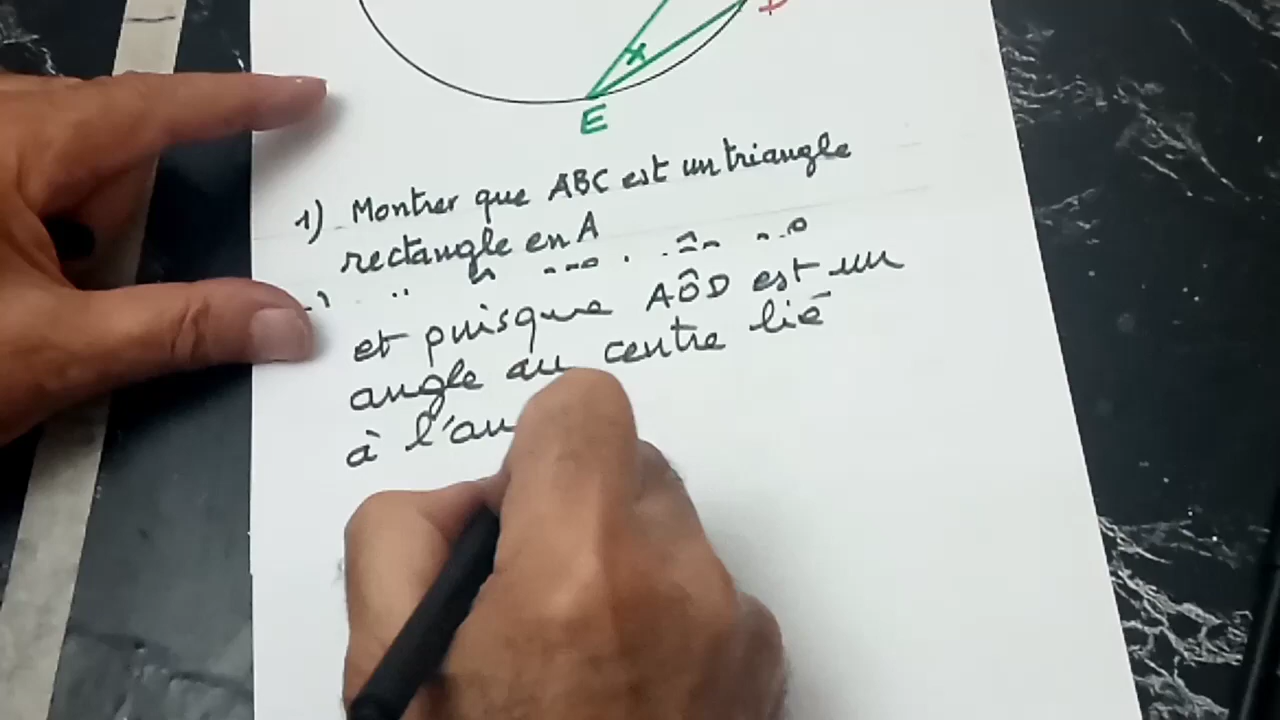 x
E
1) Montrer que ABC est un triangle
rectangle en A
et puisque AÔD est un
angle au centre lié
à l'an